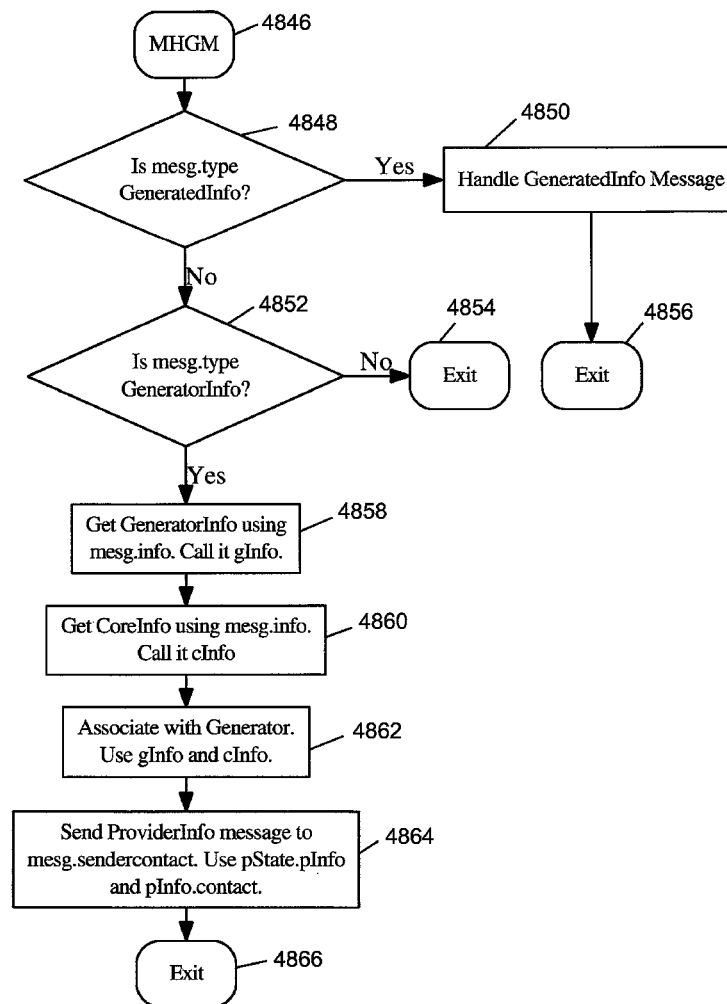 MHGM
4846
4848
Is mesg.type
GeneratedInfo?
Yes
4850
Handle GeneratedInfo Message
No
4852
Is mesg.type
GeneratorInfo?
No
4854
Exit
4856
Exit
Yes
Get GeneratorInfo using
mesg.info. Call it gInfo.
4858
Get CoreInfo using mesg.info.
Call it cInfo
4860
Associate with Generator.
Use gInfo and cInfo.
4862
Send ProviderInfo message to
mesg.sendercontact. Use pState.pInfo
and pInfo.contact.
4864
Exit
4866